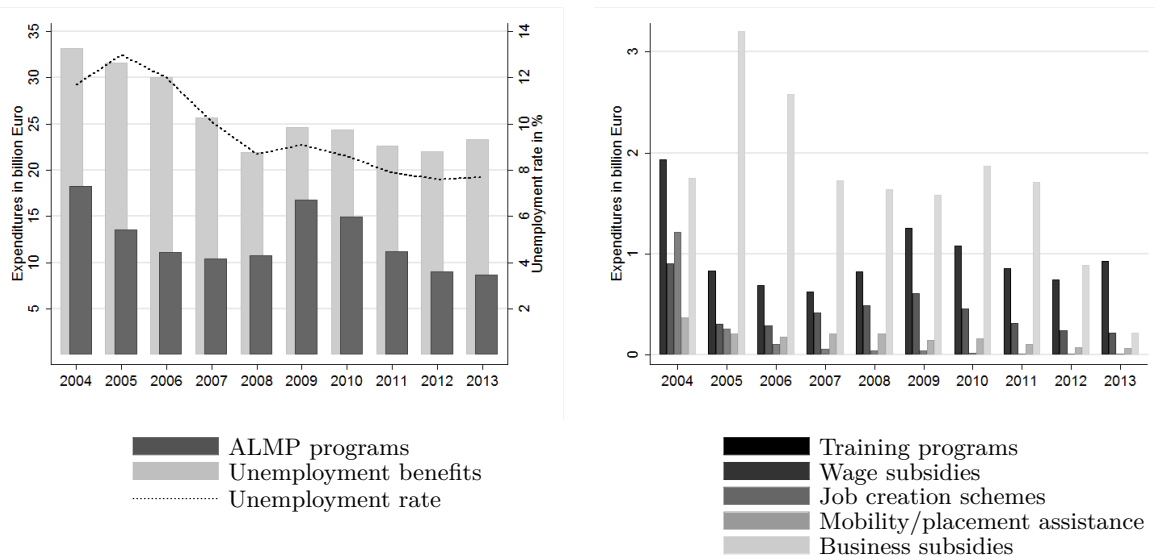 35
30
25
20
15
10
5
Expenditures in billion Euro
14
12
10
8
6
4
2
Unemployment rate in %
2004 2005 2006 2007 2008 2009 2010 2011 2012 2013
ALMP programs
Unemployment benefits
Unemployment rate
3
2
1
0
Expenditures in billion Euro
2004 2005 2006 2007 2008 2009 2010 2011 2012 2013
Training programs
Wage subsidies
Job creation schemes
Mobility/placement assistance
Business subsidies